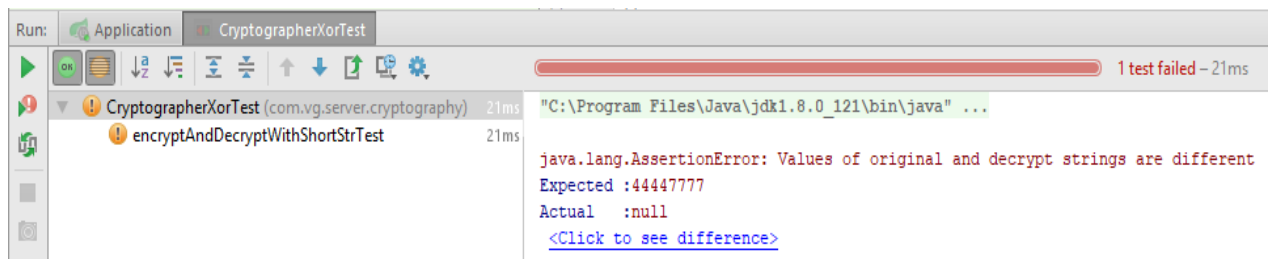 Run: Application CryptographerXorTest
OK a z 1 test failed – 21ms
CryptographerXorTest (com.vg.server.cryptography) 21ms
encryptAndDecryptWithShortStrTest 21ms
"C:\Program Files\Java\jdk1.8.0_121\bin\java" ...
java.lang.AssertionError: Values of original and decrypt strings are different
Expected :44447777
Actual :null
<Click to see difference>